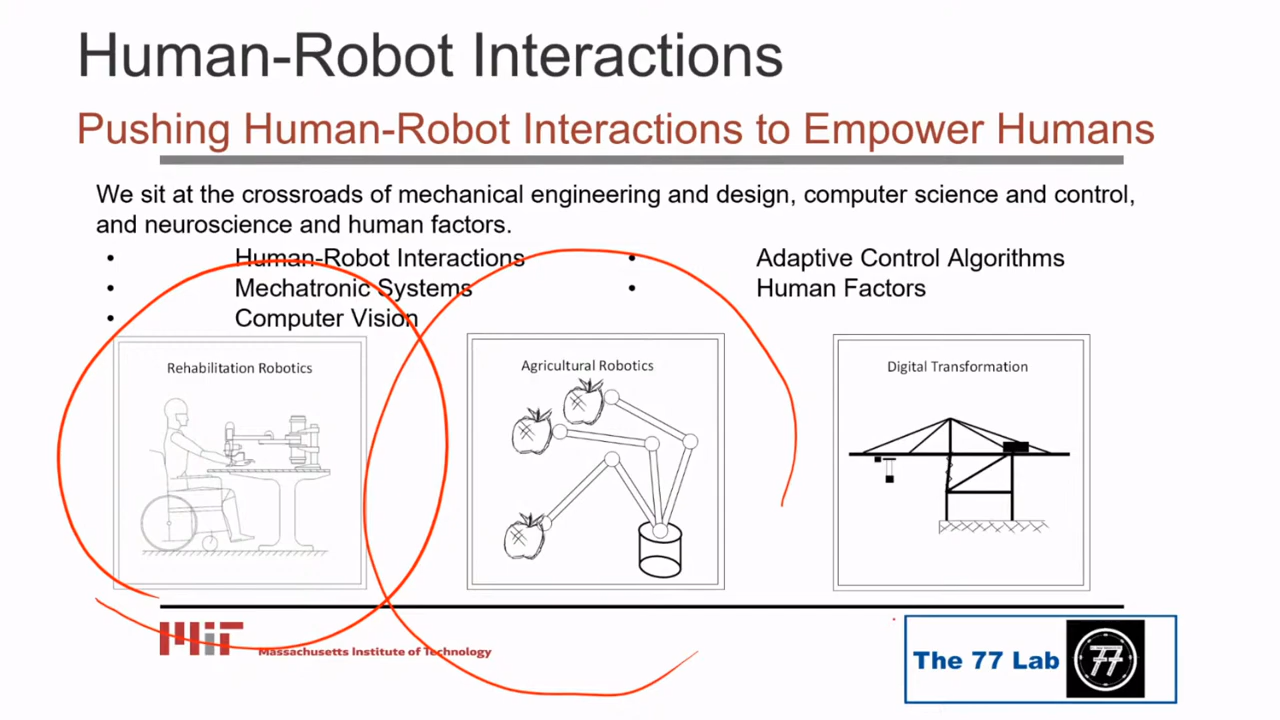 Human-Robot Interactions
Pushing Human-Robot Interactions to Empower Humans
We sit at the crossroads of mechanical engineering and design, computer science and control,
and neuroscience and human factors.
• Human-Robot Interactions
• Mechatronic Systems
• Computer Vision
• Adaptive Control Algorithms
• Human Factors
Rehabilitation Robotics
Agricultural Robotics
Digital Transformation
MIT
Massachusetts Institute of Technology
The 77 Lab
77